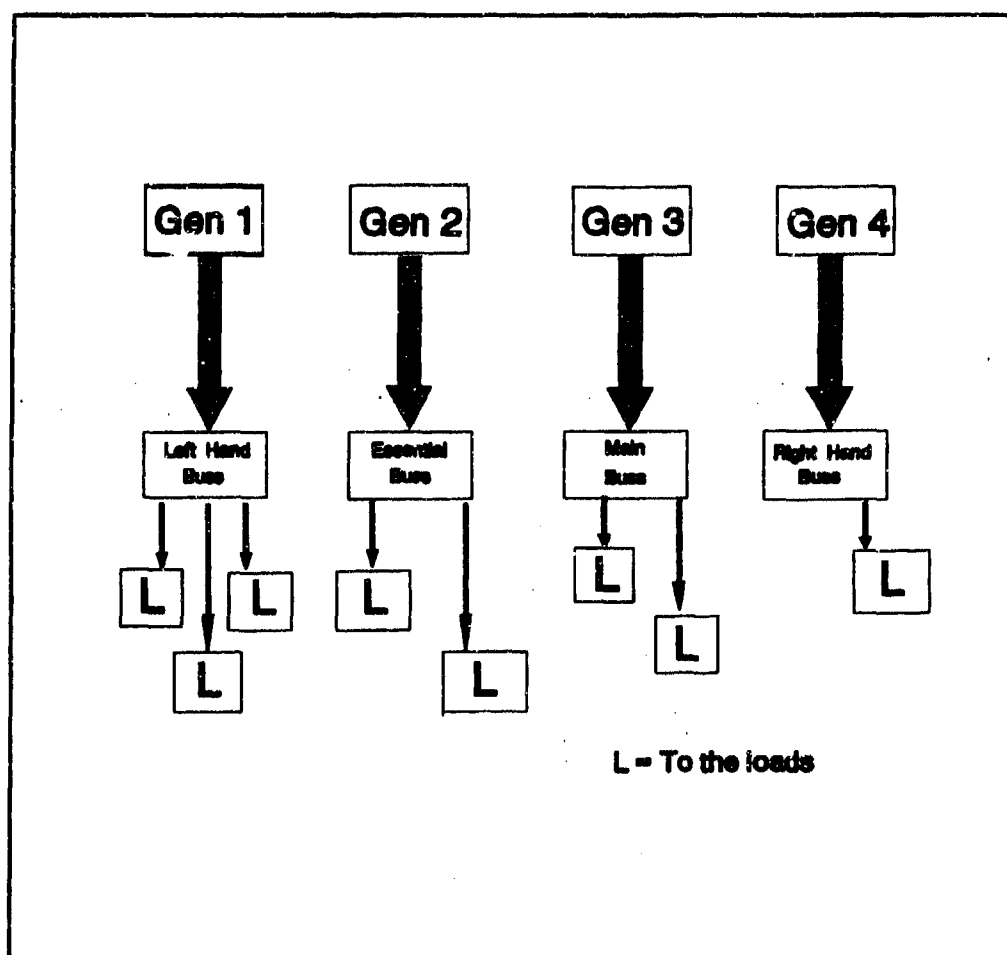 Gen 1 Gen 2 Gen 3 Gen 4
Left Hand Buss
Essential Buss
Main Buss
Right Hand Buss
L L L L L L L L
L = To the loads